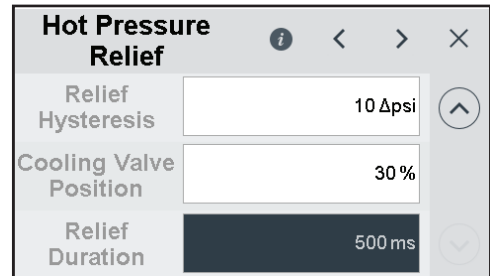 Hot Pressure
Relief
Relief
Hysteresis
10 Δpsi
Cooling Valve
Position
30 %
Relief
Duration
500 ms